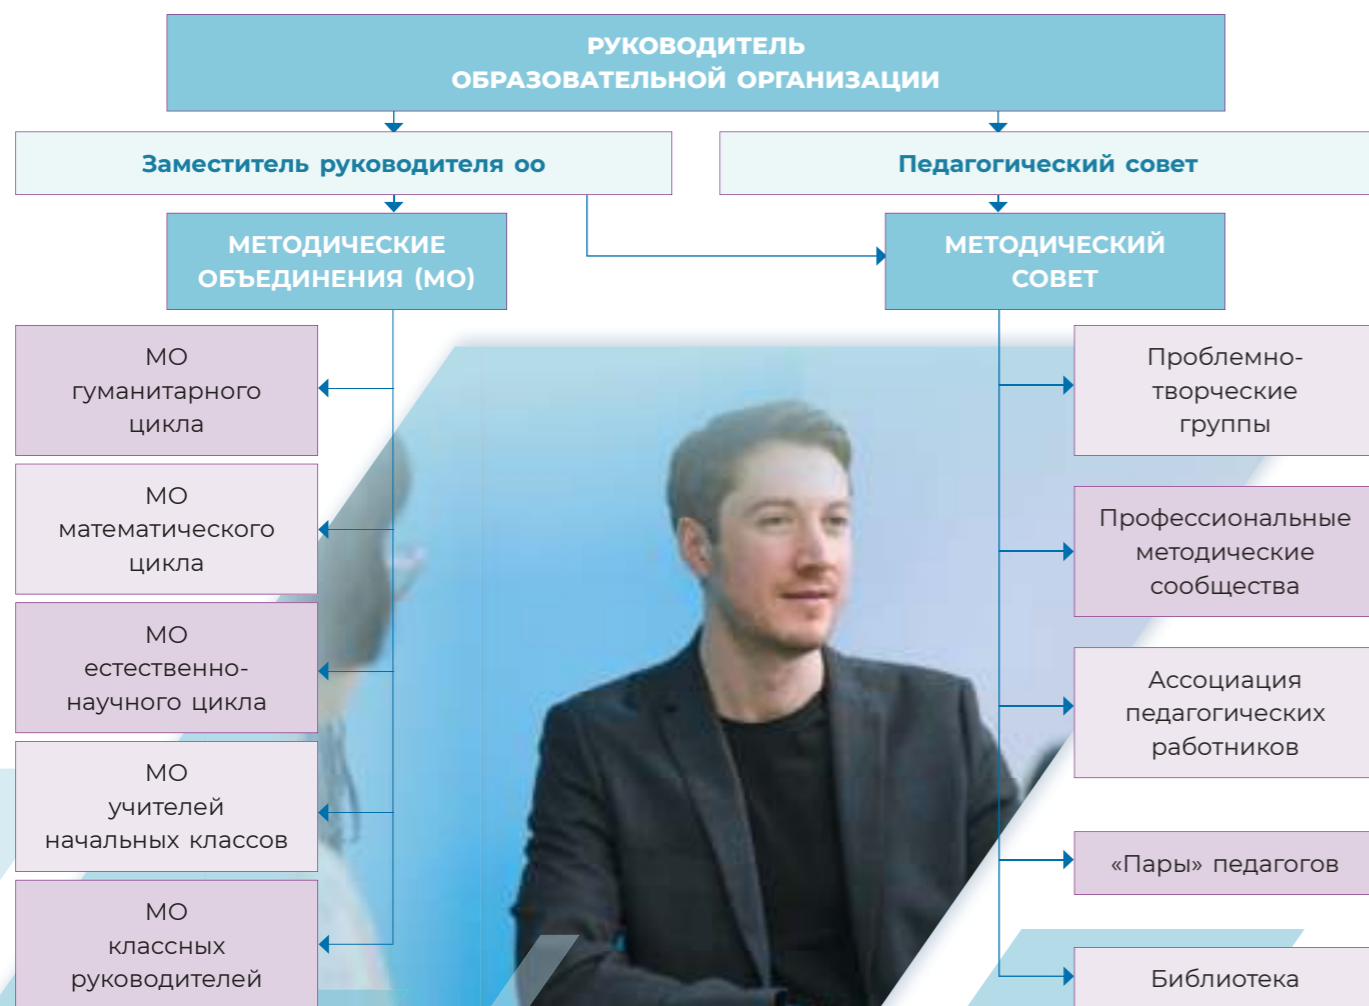 РУКОВОДИТЕЛЬ
ОБРАЗОВАТЕЛЬНОЙ ОРГАНИЗАЦИИ
Заместитель руководителя оо
Педагогический совет
МЕТОДИЧЕСКИЕ
ОБЪЕДИНЕНИЯ (МО)
МЕТОДИЧЕСКИЙ
СОВЕТ
МО
гуманитарного
цикла
МО
математического
цикла
МО
естественно-
научного цикла
МО
учителей
начальных классов
МО
классных
руководителей
Проблемно-
творческие
группы
Профессиональные
методические
сообщества
Ассоциация
педагогических
работников
«Пары» педагогов
Библиотека